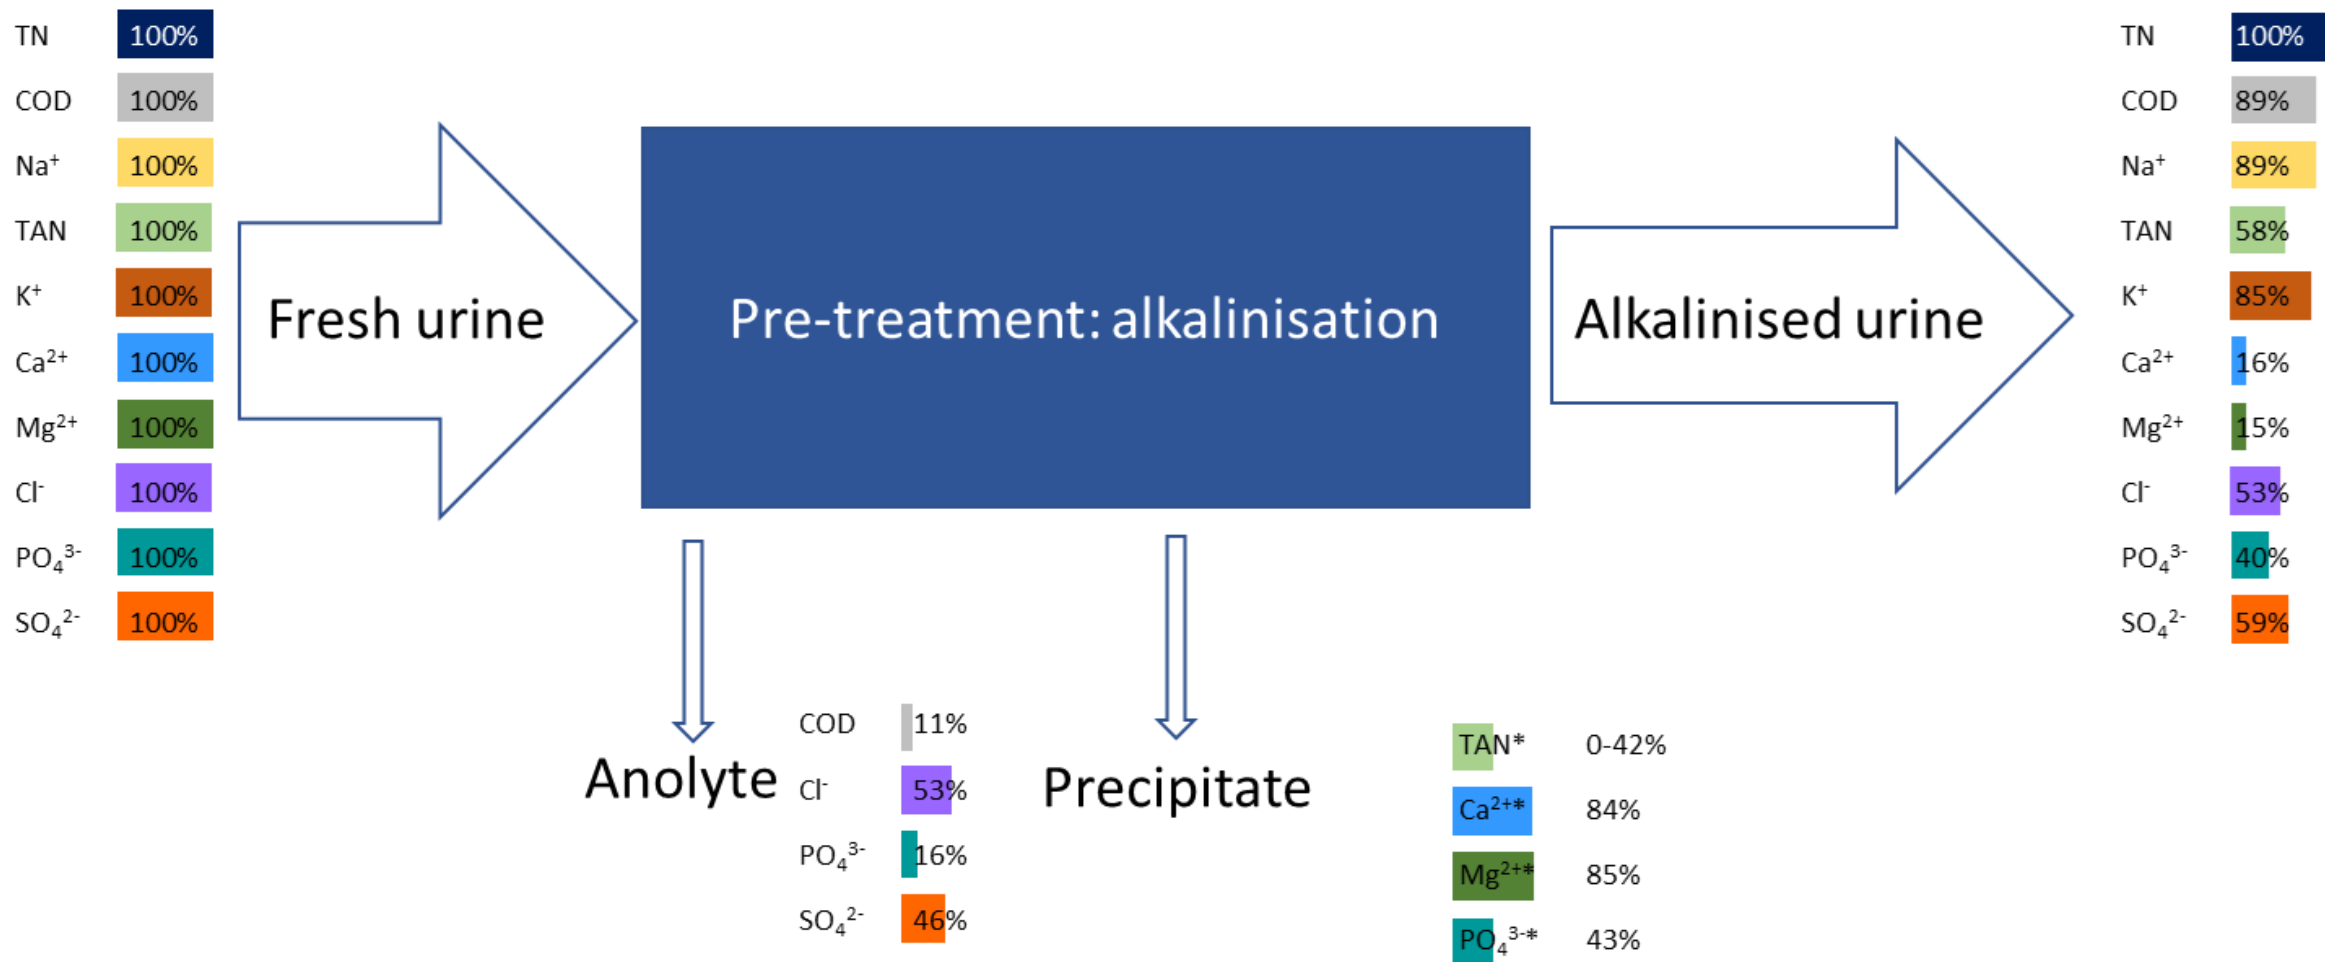 TN 100%
COD 100%
Na⁺ 100%
TAN 100%
K⁺ 100%
Ca²⁺ 100%
Mg²⁺ 100%
Cl⁻ 100%
PO₄³⁻ 100%
SO₄²⁻ 100%
Fresh urine
Pre-treatment: alkalinisation
Alkalinised urine
TN 100%
COD 89%
Na⁺ 89%
TAN 58%
K⁺ 85%
Ca²⁺ 16%
Mg²⁺ 15%
Cl⁻ 53%
PO₄³⁻ 40%
SO₄²⁻ 59%
Anolyte
COD 11%
Cl⁻ 53%
PO₄³⁻ 16%
SO₄²⁻ 46%
Precipitate
TAN* 0-42%
Ca²⁺* 84%
Mg²⁺* 85%
PO₄³⁻* 43%